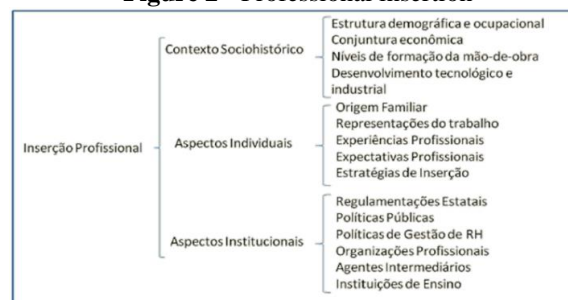 Figure 2 - Professional insertion
Contexto Sociohistórico
Estrutura demográfica e ocupacional
Conjuntura econômica
Níveis de formação da mão-de-obra
Desenvolvimento tecnológico e
industrial
Inserção Profissional
Aspectos Individuais
Origem Familiar
Representações do trabalho
Experiências Profissionais
Expectativas Profissionais
Estratégias de Inserção
Aspectos Institucionais
Regulamentações Estatais
Políticas Públicas
Políticas de Gestão de RH
Organizações Profissionais
Agentes Intermediários
Instituições de Ensino